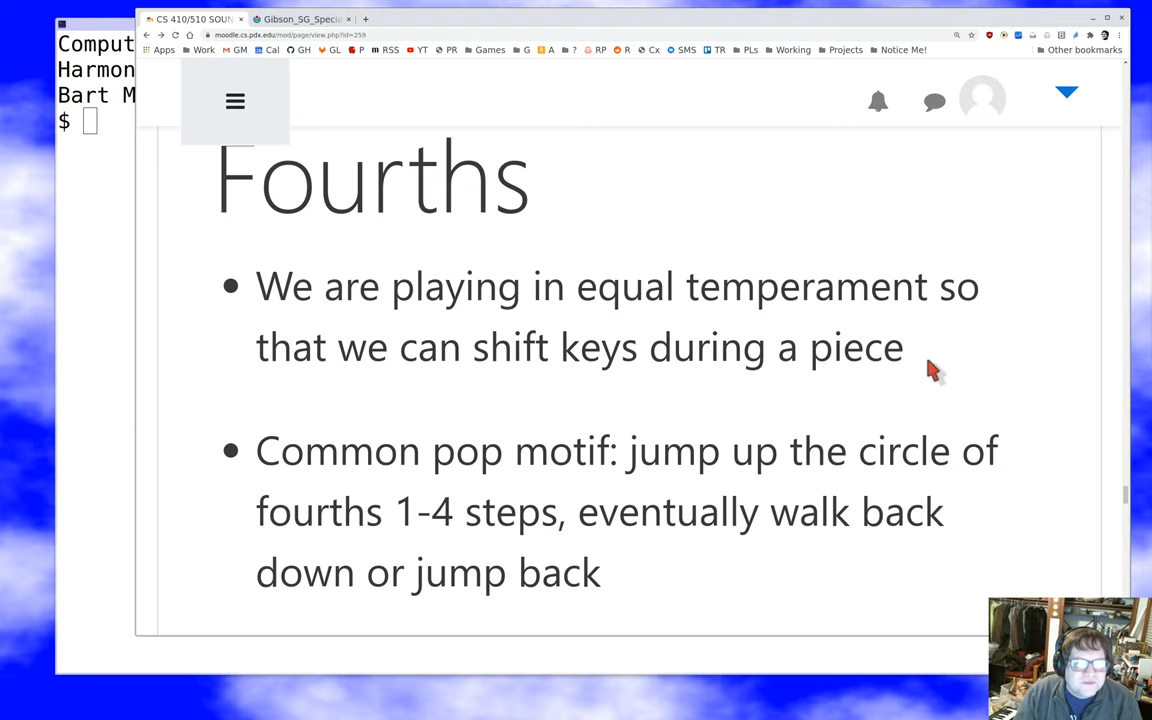 CS 410/510 SOUN
Gibson_SG_Specia
moodle.cs.pdx.edu/mod/page/view.php?id=259
Apps Work GM Cal GH GL P RSS YT PR Games G A ? RP R Cx SMS TR PLs Working Projects Notice Me! Other bookmarks
Comput
Harmon
Bart M
$
Fourths
• We are playing in equal temperament so
that we can shift keys during a piece
• Common pop motif: jump up the circle of
fourths 1-4 steps, eventually walk back
down or jump back